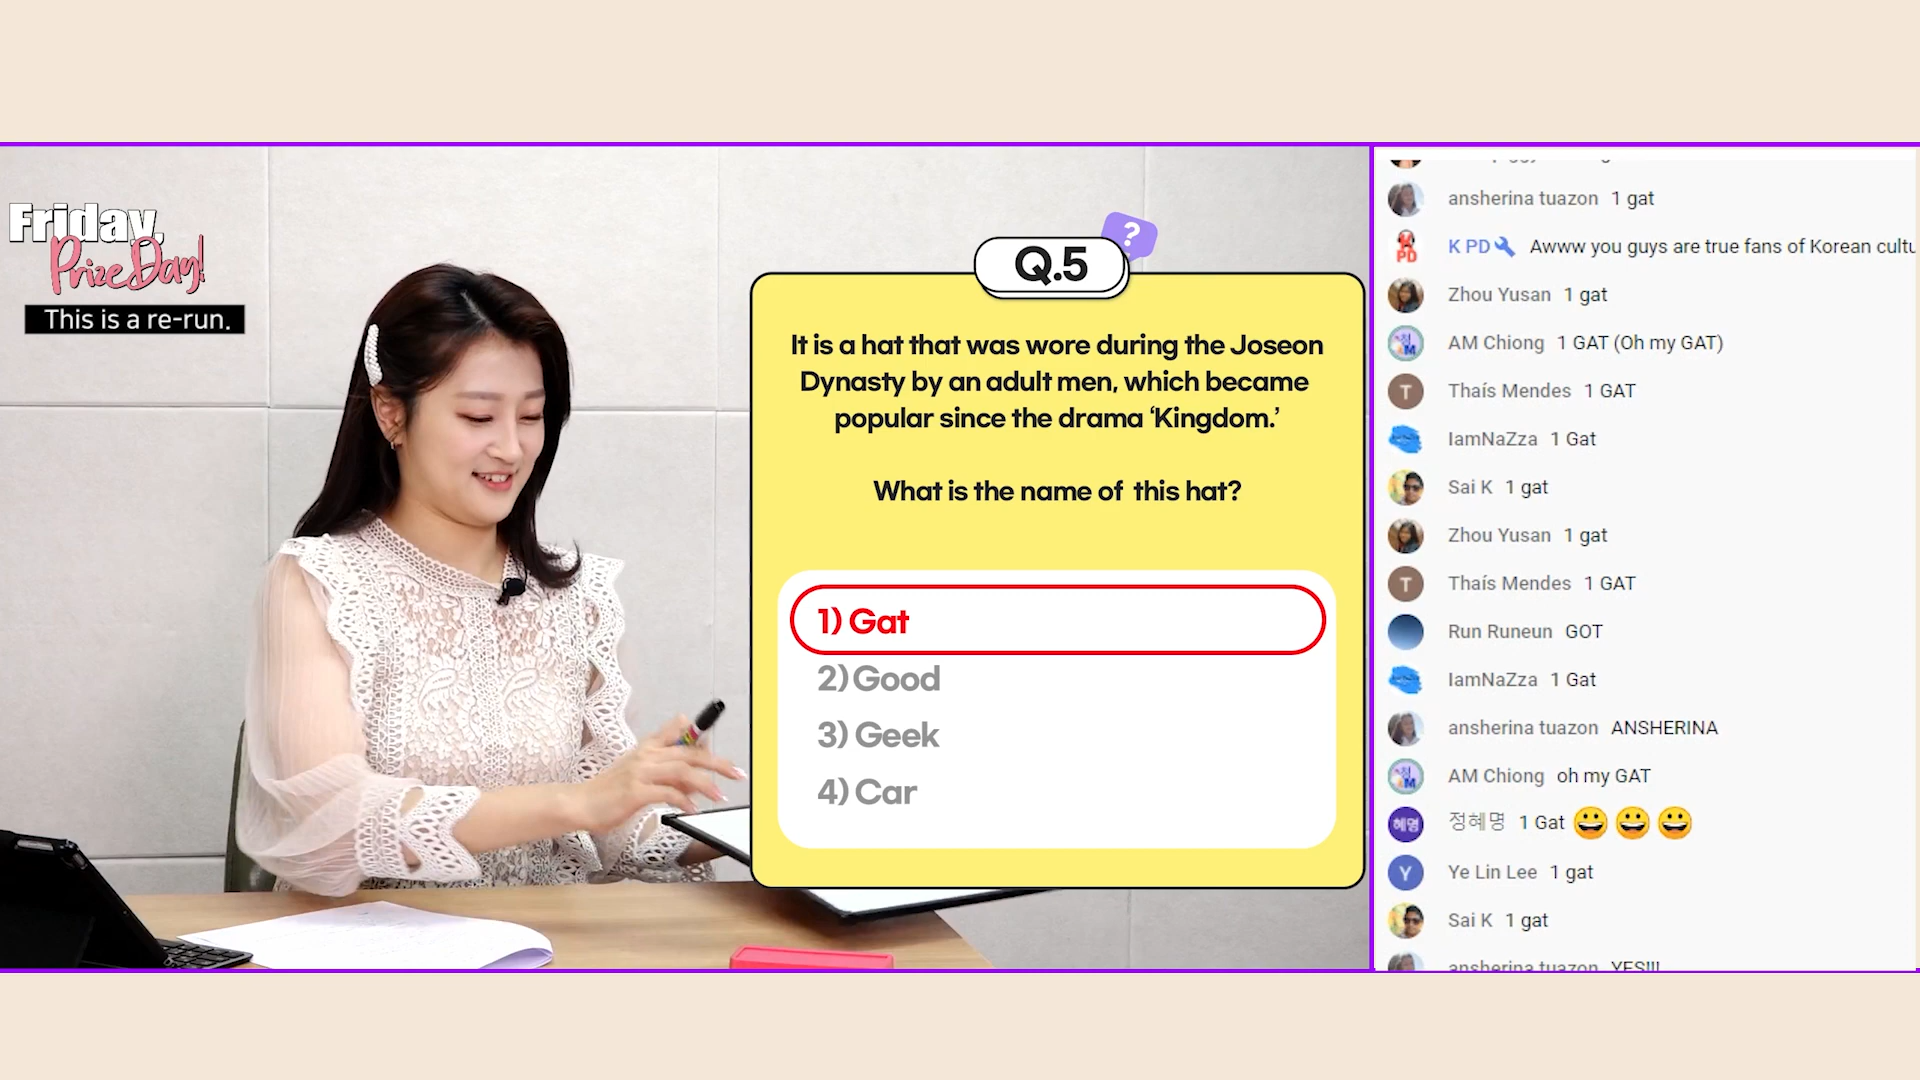 Friday,
Prize Day!
This is a re-run.
?
Q.5
It is a hat that was wore during the Joseon
Dynasty by an adult men, which became
popular since the drama ‘Kingdom.’
What is the name of this hat?
1) Gat
2) Good
3) Geek
4) Car
ansherina tuazon 1 gat
PD
K PD Awww you guys are true fans of Korean cultu
Zhou Yusan 1 gat
AM Chiong 1 GAT (Oh my GAT)
T
Thaís Mendes 1 GAT
IamNaZza 1 Gat
Sai K 1 gat
Zhou Yusan 1 gat
T
Thaís Mendes 1 GAT
Run Runeun GOT
IamNaZza 1 Gat
ansherina tuazon ANSHERINA
AM Chiong oh my GAT
혜명
정혜명 1 Gat 😀 😀 😀
Y
Ye Lin Lee 1 gat
Sai K 1 gat
ansherina tuazon YES!!!